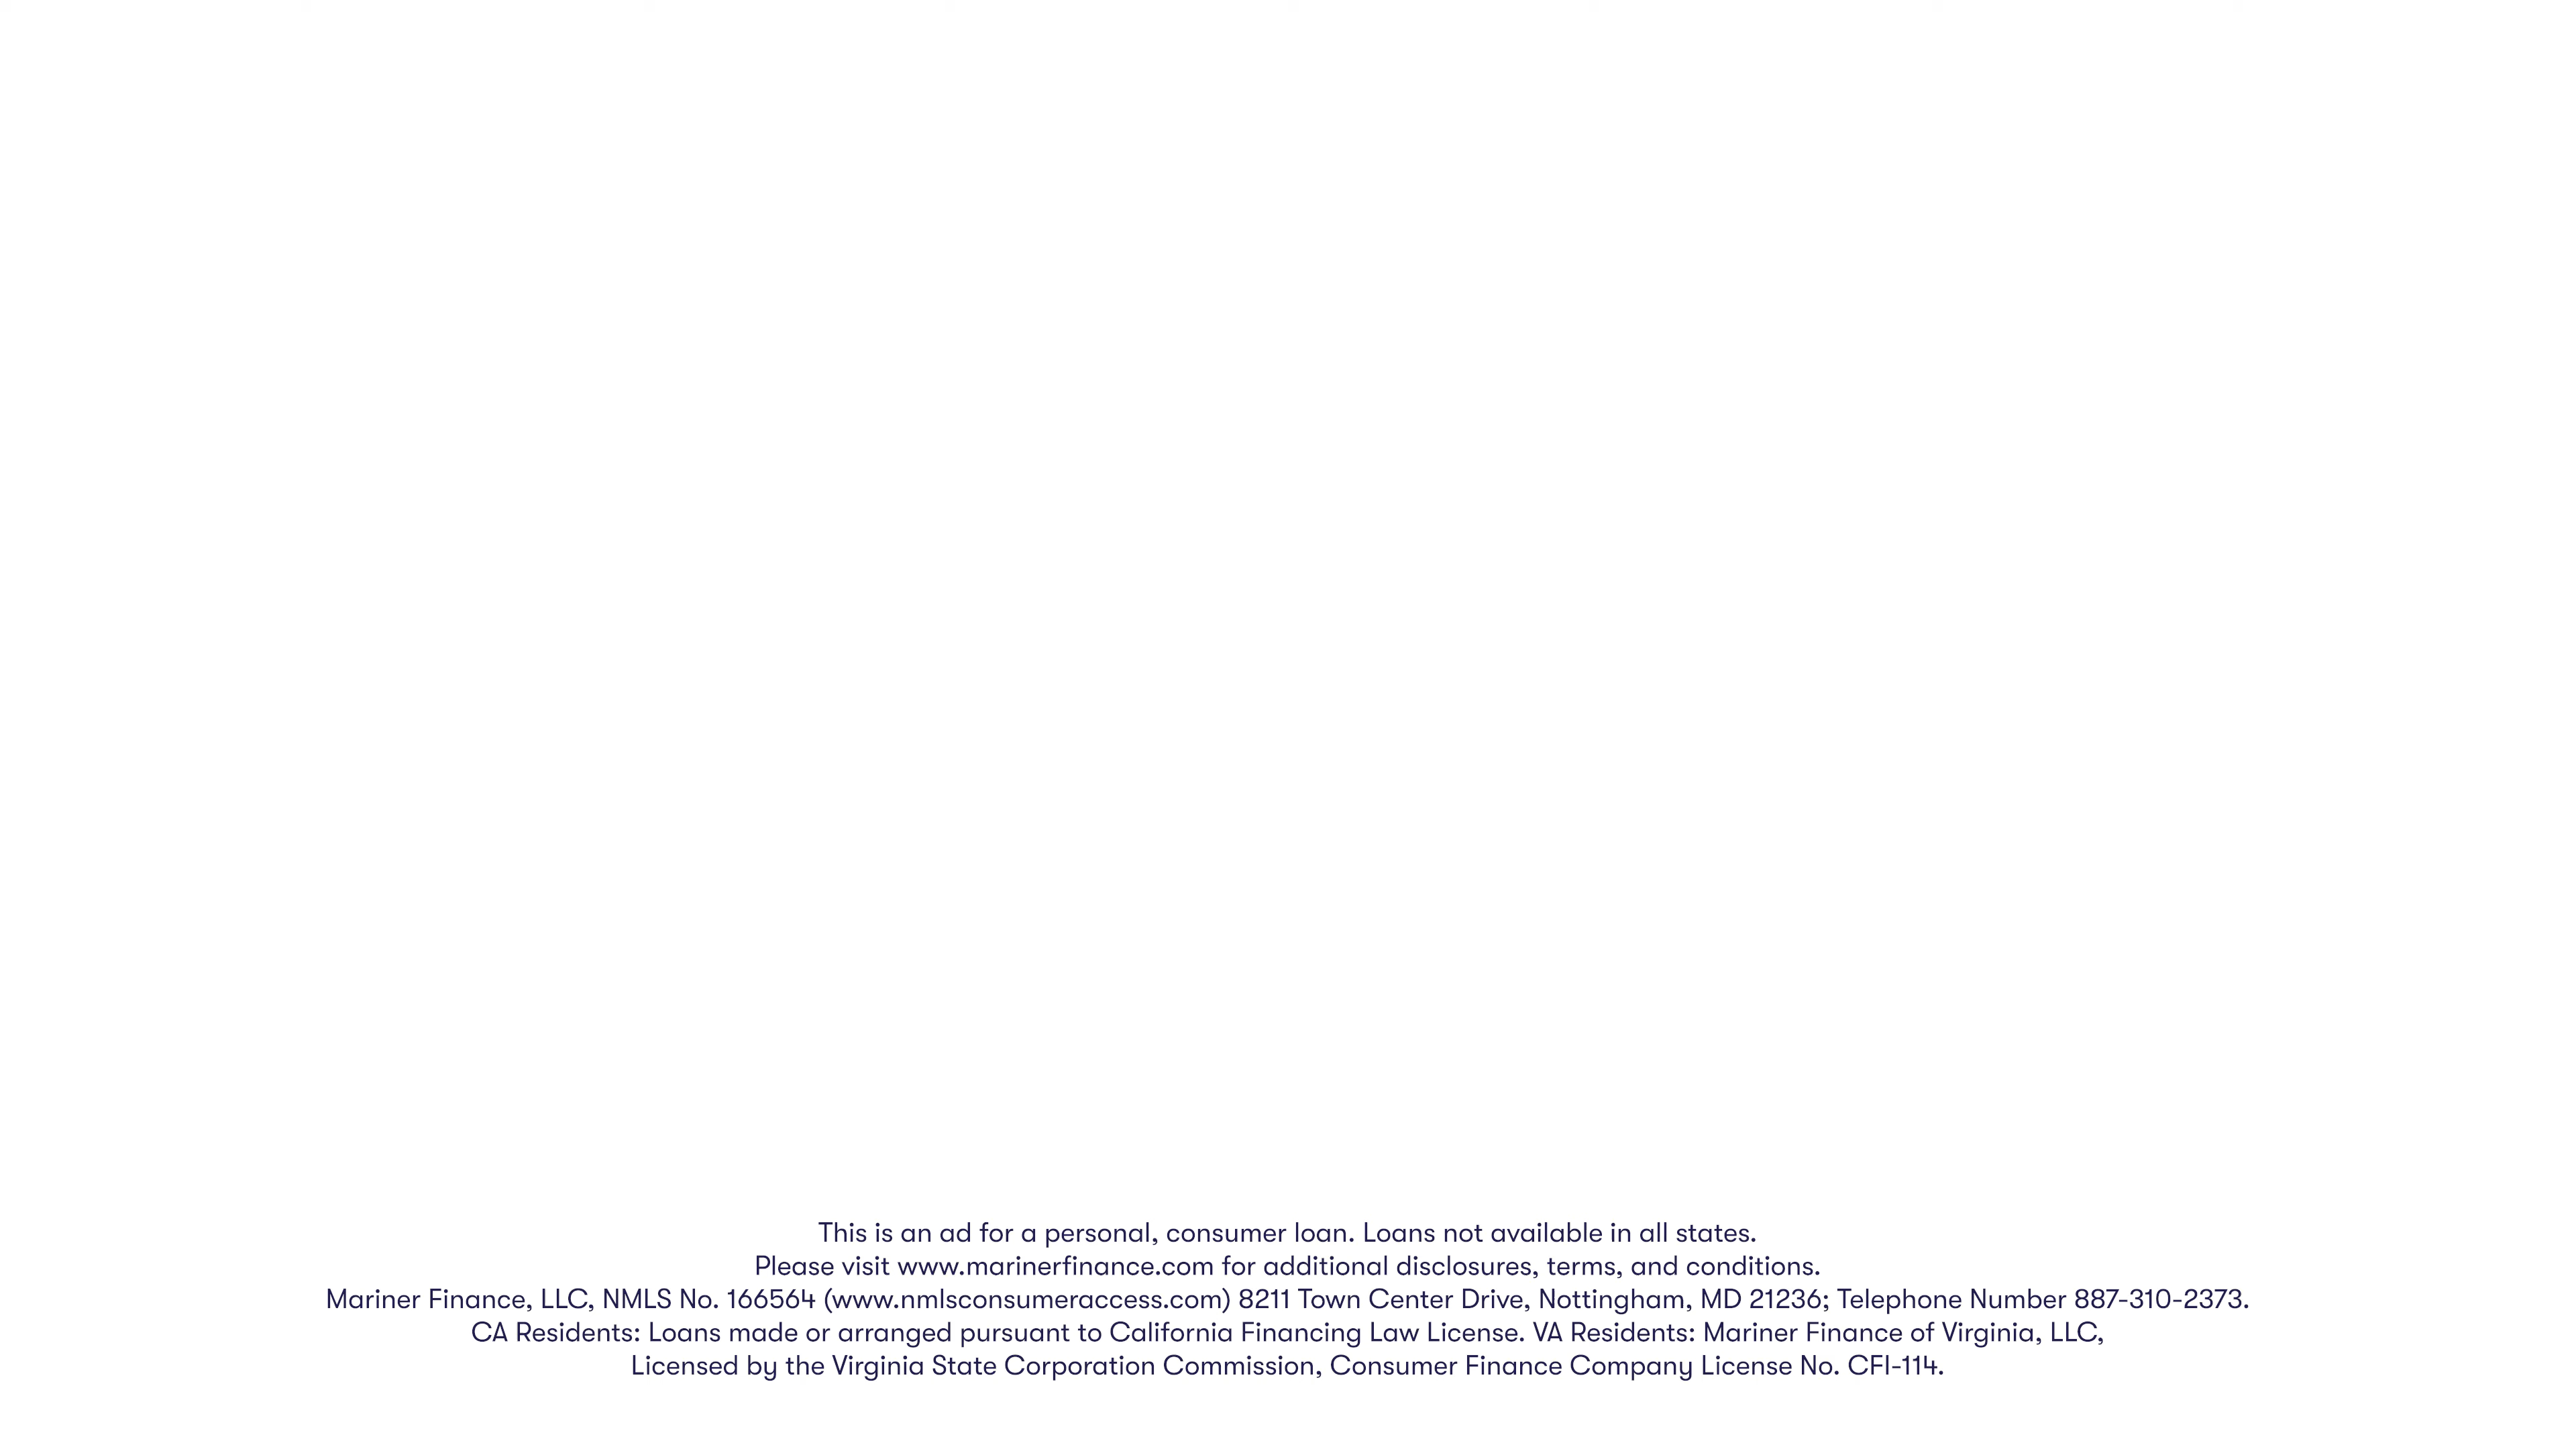 This is an ad for a personal, consumer loan. Loans not available in all states.
Please visit www.marinerfinance.com for additional disclosures, terms, and conditions.
Mariner Finance, LLC, NMLS No. 166564 (www.nmlsconsumeraccess.com) 8211 Town Center Drive, Nottingham, MD 21236; Telephone Number 887-310-2373.
CA Residents: Loans made or arranged pursuant to California Financing Law License. VA Residents: Mariner Finance of Virginia, LLC,
Licensed by the Virginia State Corporation Commission, Consumer Finance Company License No. CFI-114.